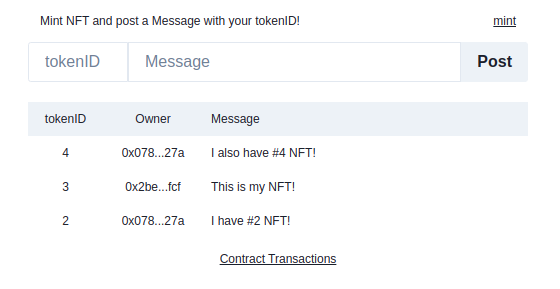 Mint NFT and post a Message with your tokenID! mint
tokenID Message Post
tokenID Owner Message
4 0x078...27a I also have #4 NFT!
3 0x2be...fcf This is my NFT!
2 0x078...27a I have #2 NFT!
Contract Transactions